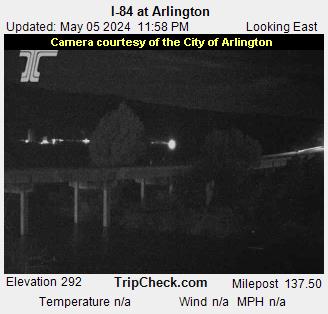 I-84 at Arlington
Updated: May 05 2024 11:58 PM Looking East
Camera courtesy of the City of Arlington
Elevation 292 TripCheck.com Milepost 137.50
Temperature n/a Wind n/a MPH n/a